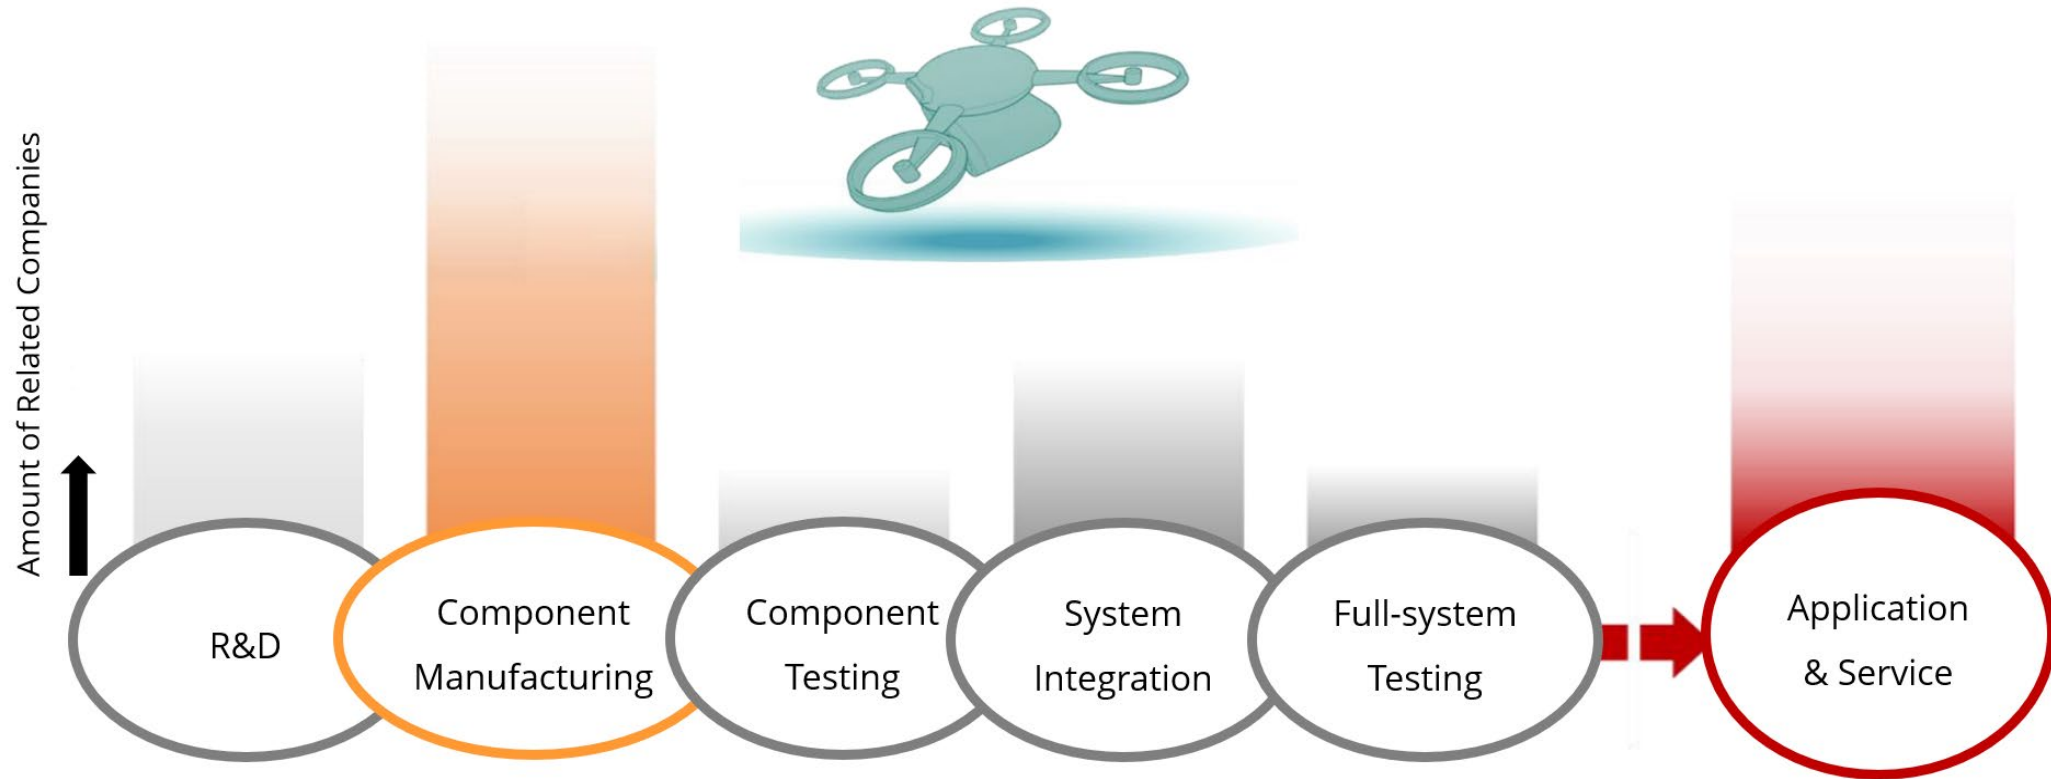 Amount of Related Companies
R&D
Component
Manufacturing
Component
Testing
System
Integration
Full-system
Testing
Application
& Service